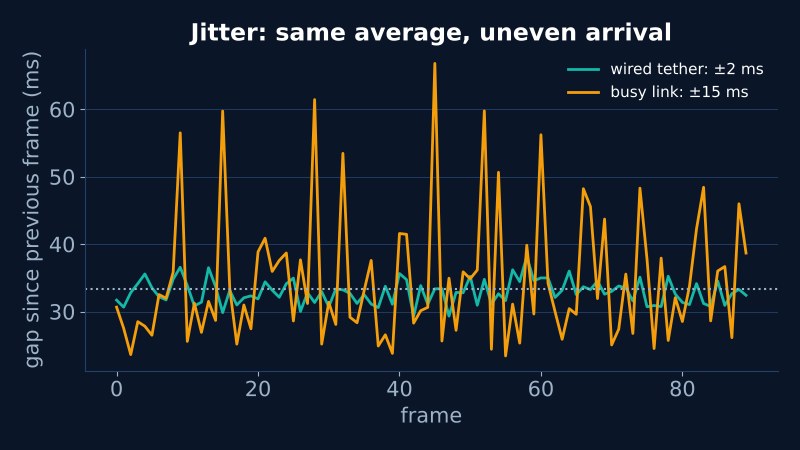 Jitter: same average, uneven arrival
wired tether: ±2 ms
busy link: ±15 ms
gap since previous frame (ms)
60
50
40
30
0 20 40 60 80
frame